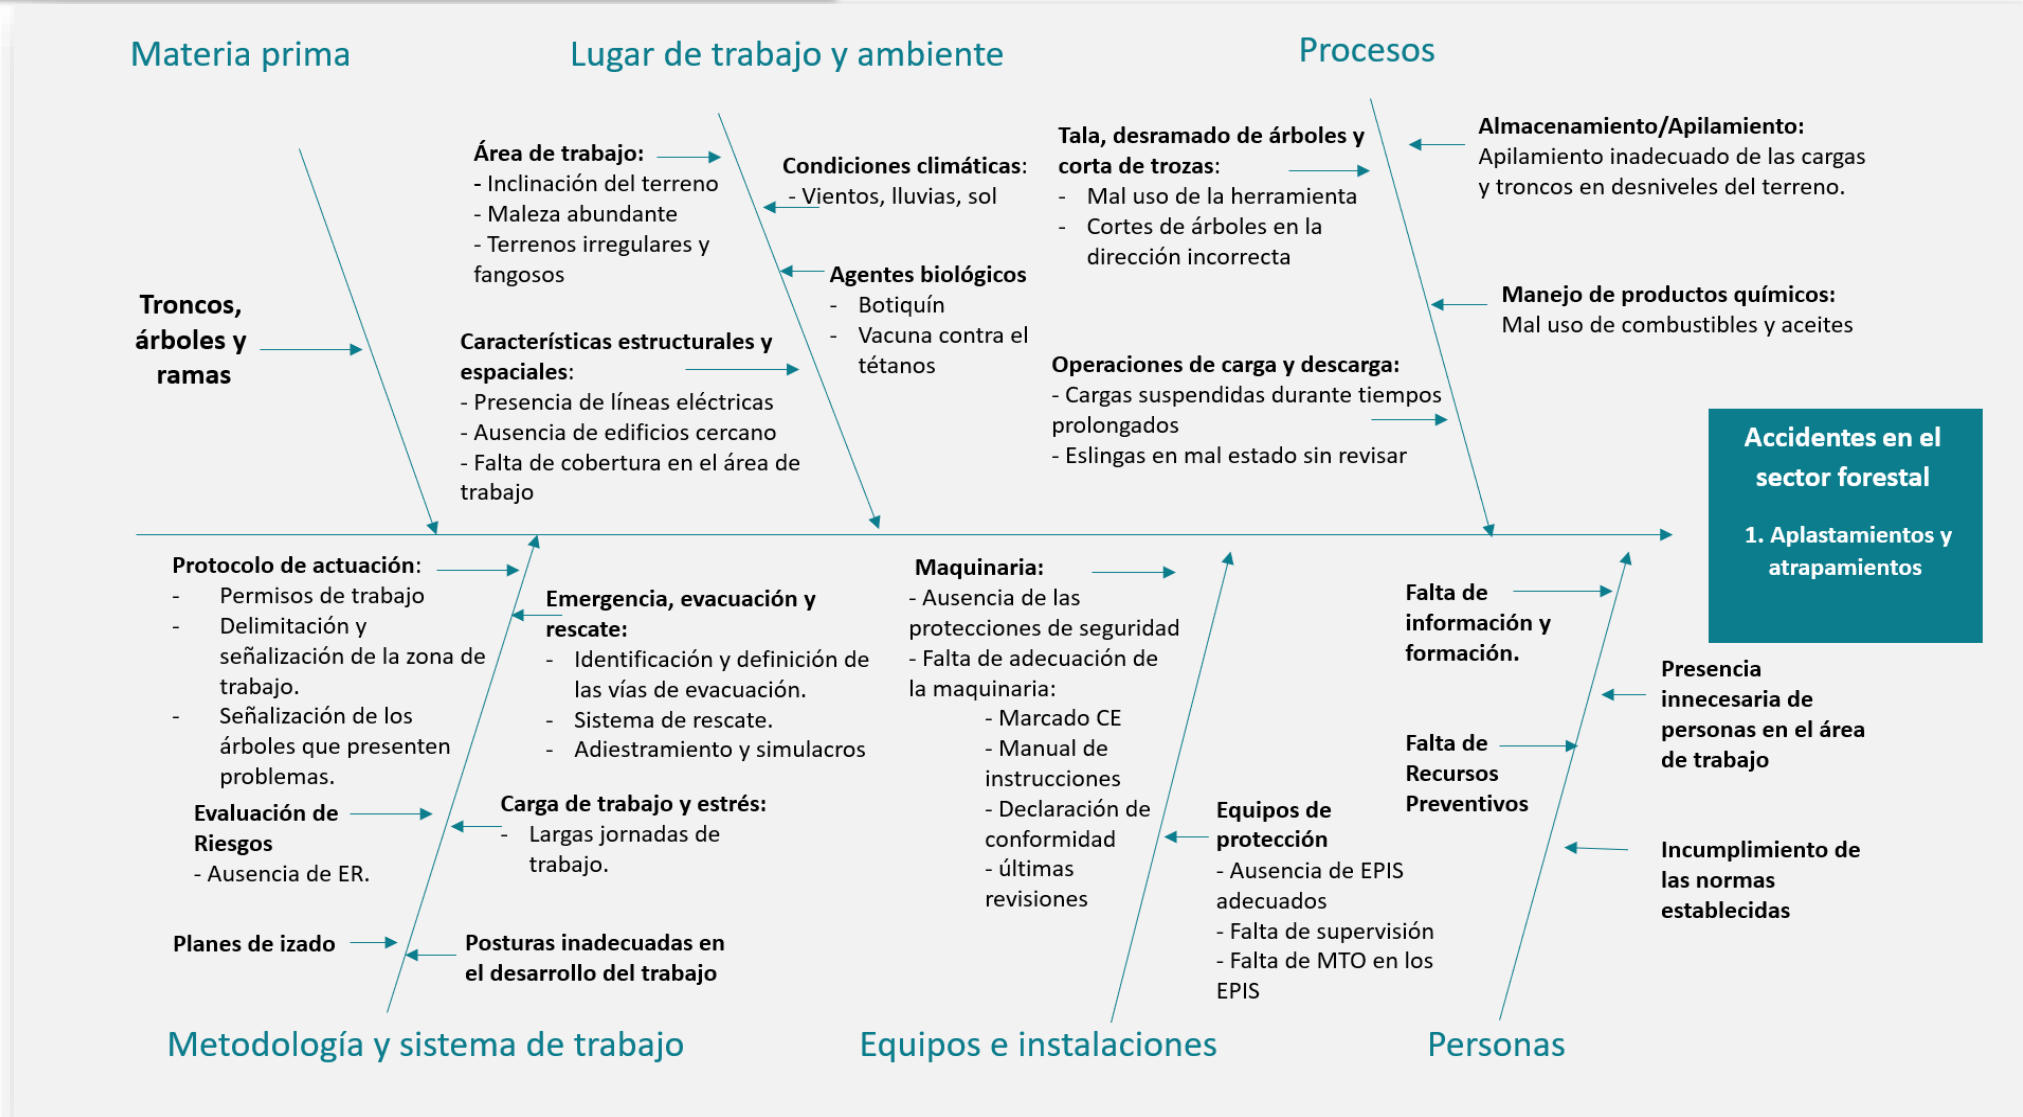 Materia prima
Lugar de trabajo y ambiente
Procesos
Troncos,
árboles y
ramas
Área de trabajo:
- Inclinación del terreno
- Maleza abundante
- Terrenos irregulares y
fangosos
Características estructurales y
espaciales:
- Presencia de líneas eléctricas
- Ausencia de edificios cercano
- Falta de cobertura en el área de
trabajo
Condiciones climáticas:
- Vientos, lluvias, sol
Agentes biológicos
- Botiquín
- Vacuna contra el
tétanos
Tala, desramado de árboles y
corta de trozas:
- Mal uso de la herramienta
- Cortes de árboles en la
dirección incorrecta
Operaciones de carga y descarga:
- Cargas suspendidas durante tiempos
prolongados
- Eslingas en mal estado sin revisar
Almacenamiento/Apilamiento:
Apilamiento inadecuado de las cargas
y troncos en desniveles del terreno.
Manejo de productos químicos:
Mal uso de combustibles y aceites
Accidentes en el
sector forestal
1. Aplastamientos y
atrapamientos
Protocolo de actuación:
- Permisos de trabajo
- Delimitación y
señalización de la zona de
trabajo.
- Señalización de los
árboles que presenten
problemas.
Evaluación de
Riesgos
- Ausencia de ER.
Planes de izado
Emergencia, evacuación y
rescate:
- Identificación y definición de
las vías de evacuación.
- Sistema de rescate.
- Adiestramiento y simulacros
Carga de trabajo y estrés:
- Largas jornadas de
trabajo.
Posturas inadecuadas en
el desarrollo del trabajo
Maquinaria:
- Ausencia de las
protecciones de seguridad
- Falta de adecuación de
la maquinaria:
- Marcado CE
- Manual de
instrucciones
- Declaración de
conformidad
- últimas
revisiones
Equipos de
protección
- Ausencia de EPIS
adecuados
- Falta de supervisión
- Falta de MTO en los
EPIS
Falta de
información y
formación.
Falta de
Recursos
Preventivos
Presencia
innecesaria de
personas en el área
de trabajo
Incumplimiento de
las normas
establecidas
Metodología y sistema de trabajo
Equipos e instalaciones
Personas